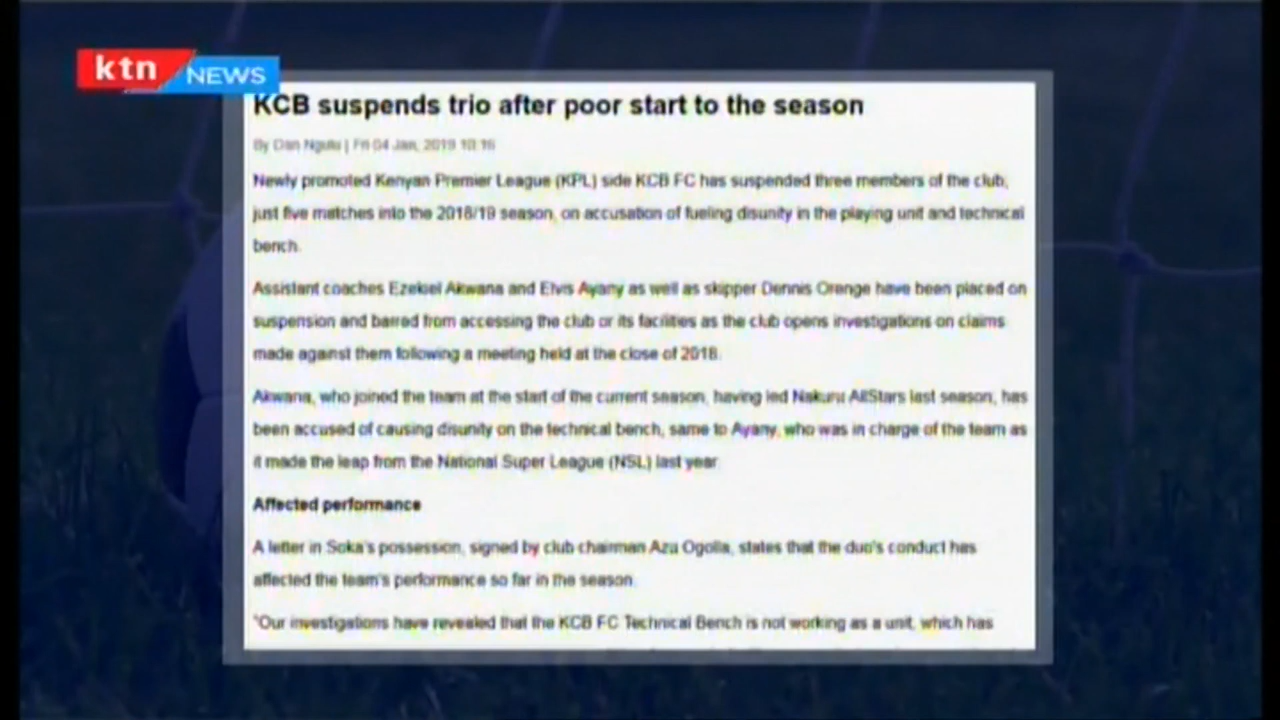 ktn NEWS
KCB suspends trio after poor start to the season
By Dan Ngulu | Fri 04 Jan, 2019 10:16
Newly promoted Kenyan Premier League (KPL) side KCB FC has suspended three members of the club,
just five matches into the 2018/19 season, on accusation of fueling disunity in the playing unit and technical
bench.
Assistant coaches Ezekiel Akwana and Elvis Ayany as well as skipper Dennis Orenge have been placed on
suspension and barred from accessing the club or its facilities as the club opens investigations on claims
made against them following a meeting held at the close of 2018.
Akwana, who joined the team at the start of the current season, having led Nakuru AllStars last season, has
been accused of causing disunity on the technical bench, same to Ayany, who was in charge of the team as
it made the leap from the National Super League (NSL) last year.
Affected performance
A letter in Soka's possession, signed by club chairman Azu Ogolla, states that the duo's conduct has
affected the team's performance so far in the season.
"Our investigations have revealed that the KCB FC Technical Bench is not working as a unit, which has